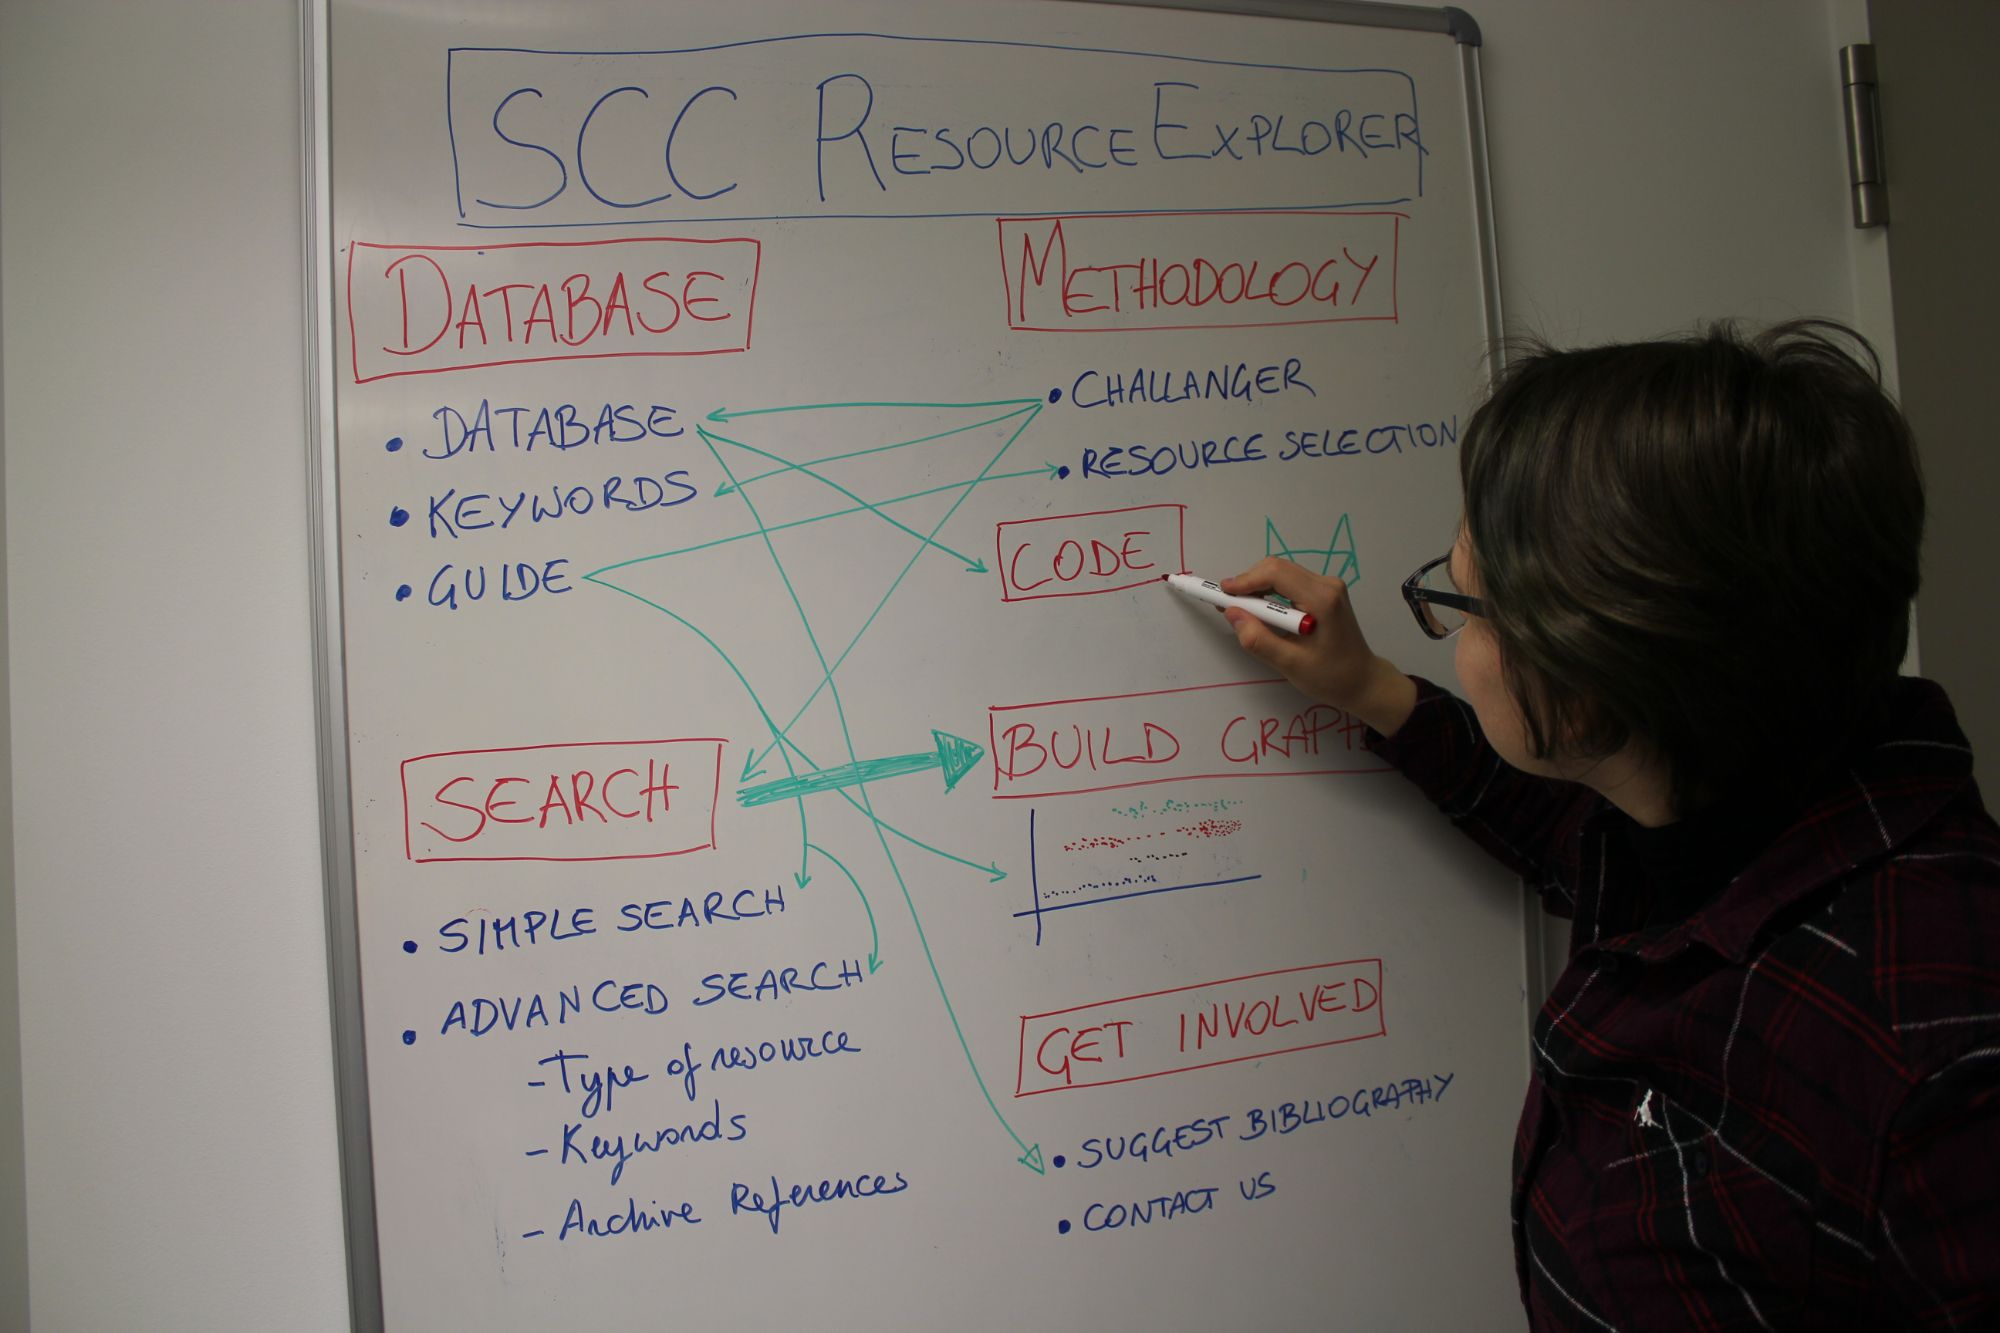 SCC RESOURCE EXPLORER
DATABASE
• DATABASE
• KEYWORDS
• GUIDE
SEARCH
• SIMPLE SEARCH
• ADVANCED SEARCH
- Type of resource
- Keywords
- Archive References
METHODOLOGY
• CHALLANGER
• RESOURCE SELECTION
CODE
BUILD GRAPH
GET INVOLVED
• SUGGEST BIBLIOGRAPHY
• CONTACT US